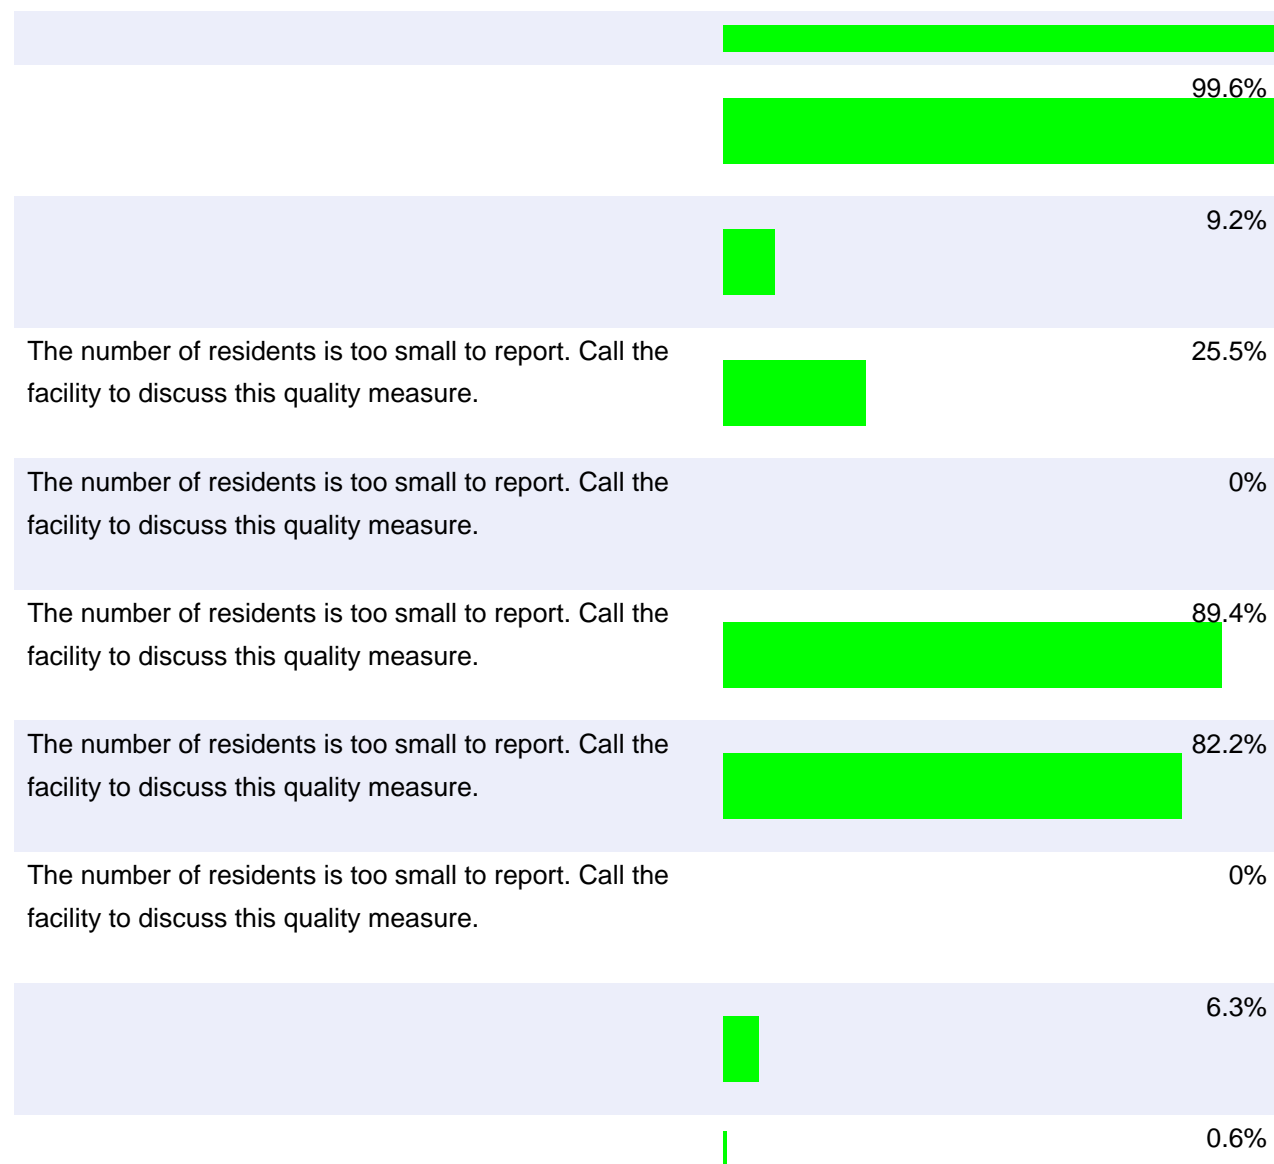 99.6%
9.2%
The number of residents is too small to report. Call the
facility to discuss this quality measure.
25.5%
The number of residents is too small to report. Call the
facility to discuss this quality measure.
0%
The number of residents is too small to report. Call the
facility to discuss this quality measure.
89.4%
The number of residents is too small to report. Call the
facility to discuss this quality measure.
82.2%
The number of residents is too small to report. Call the
facility to discuss this quality measure.
0%
6.3%
0.6%